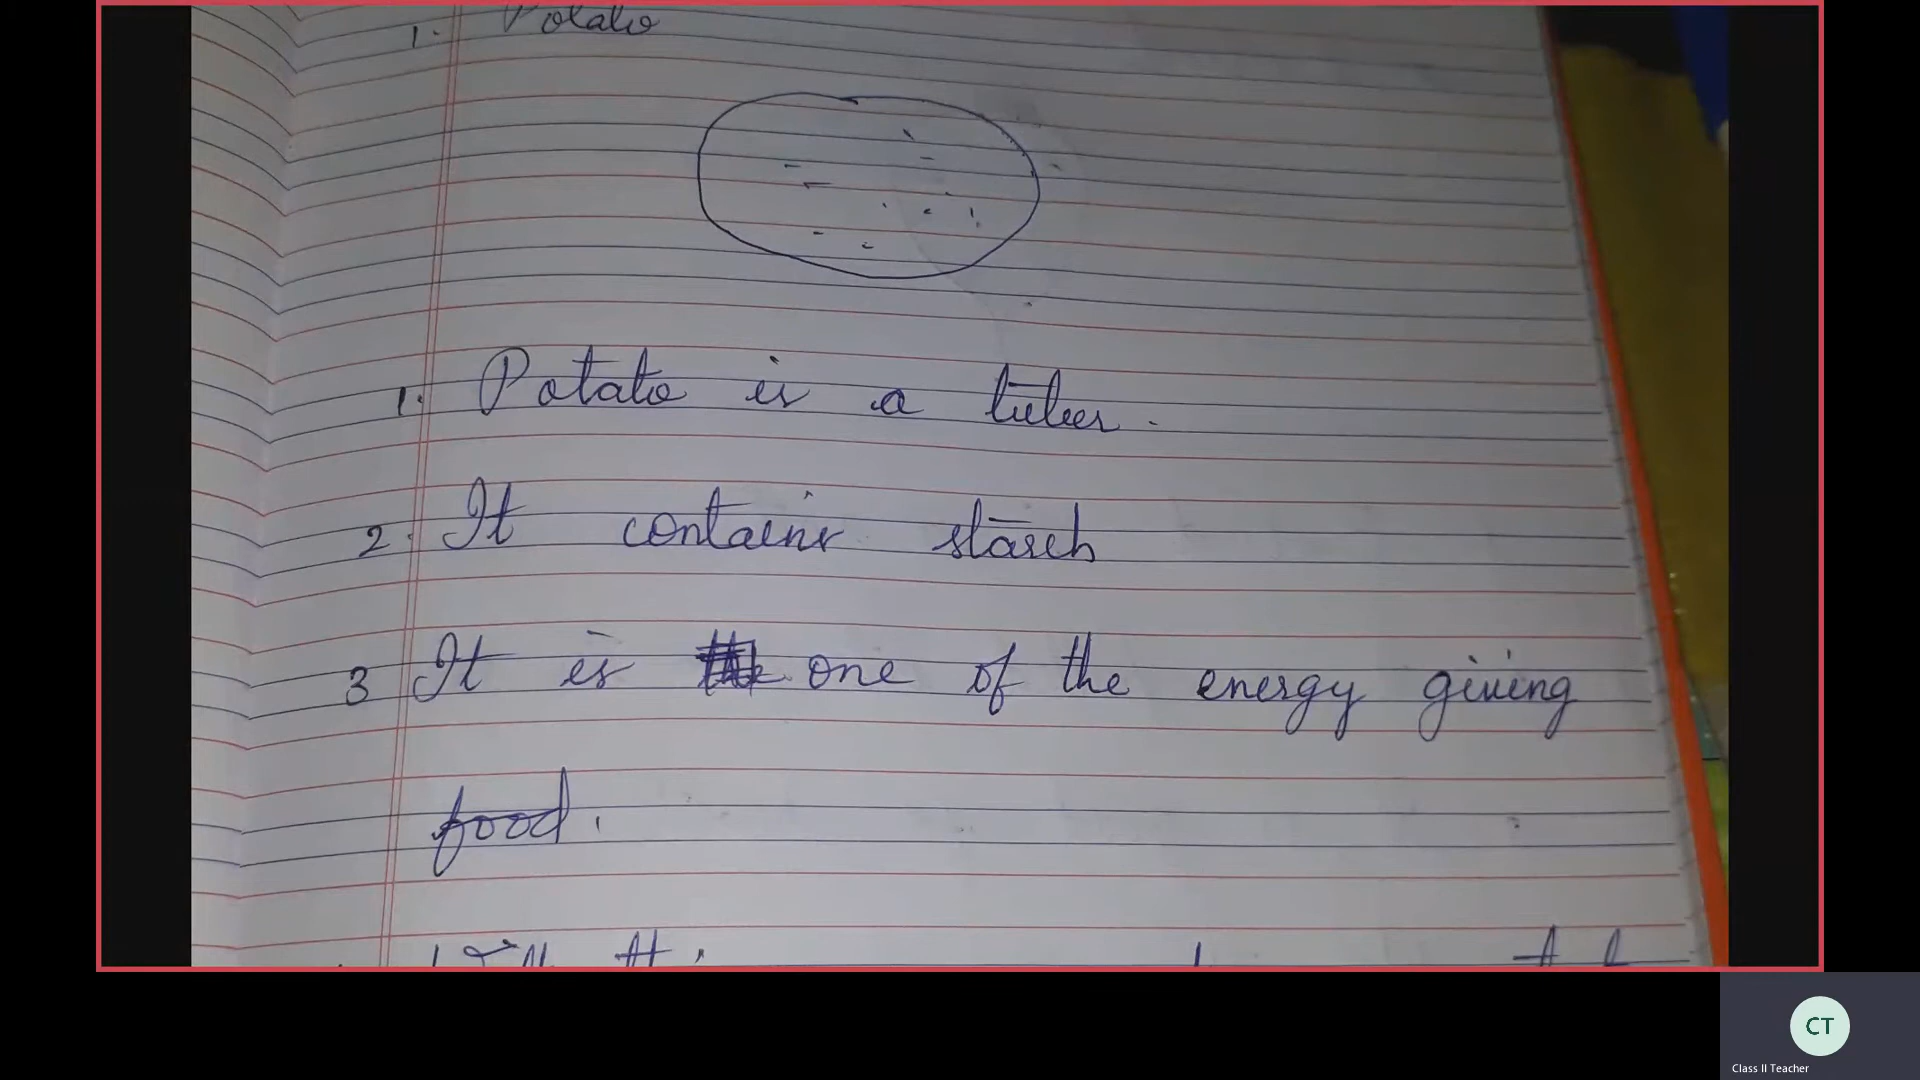 1. Potato
1. Potato is a tuber.
2. It contains starch
3 It is one of the energy giving
food.
CT
Class II Teacher